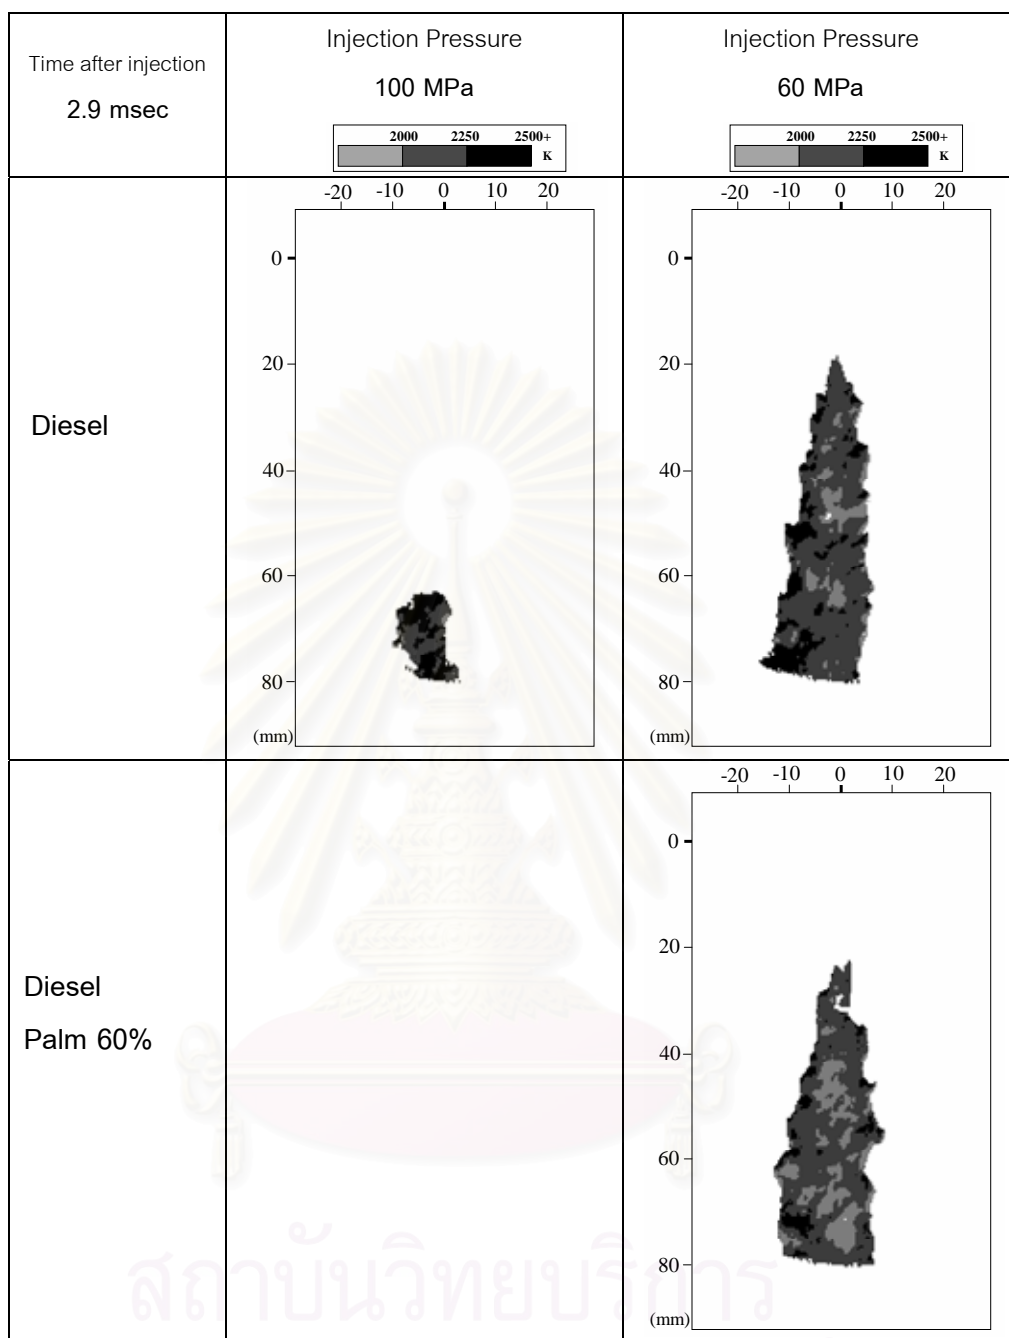 Time after injection
2.9 msec
Injection Pressure
100 MPa
2000 2250 2500+
K
Injection Pressure
60 MPa
2000 2250 2500+
K
Diesel
-20 -10 0 10 20
0
20
40
60
80
(mm)
-20 -10 0 10 20
0
20
40
60
80
(mm)
Diesel
Palm 60%
-20 -10 0 10 20
0
20
40
60
80
(mm)
สถาบันวิทยบริการ